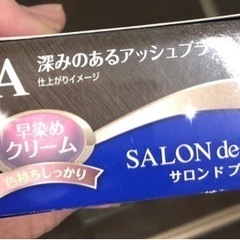 A
深みのあるアッシュブラ
仕上がりイメージ
早染め
クリーム
色持ちしっかり
SALON de
サロンドプ